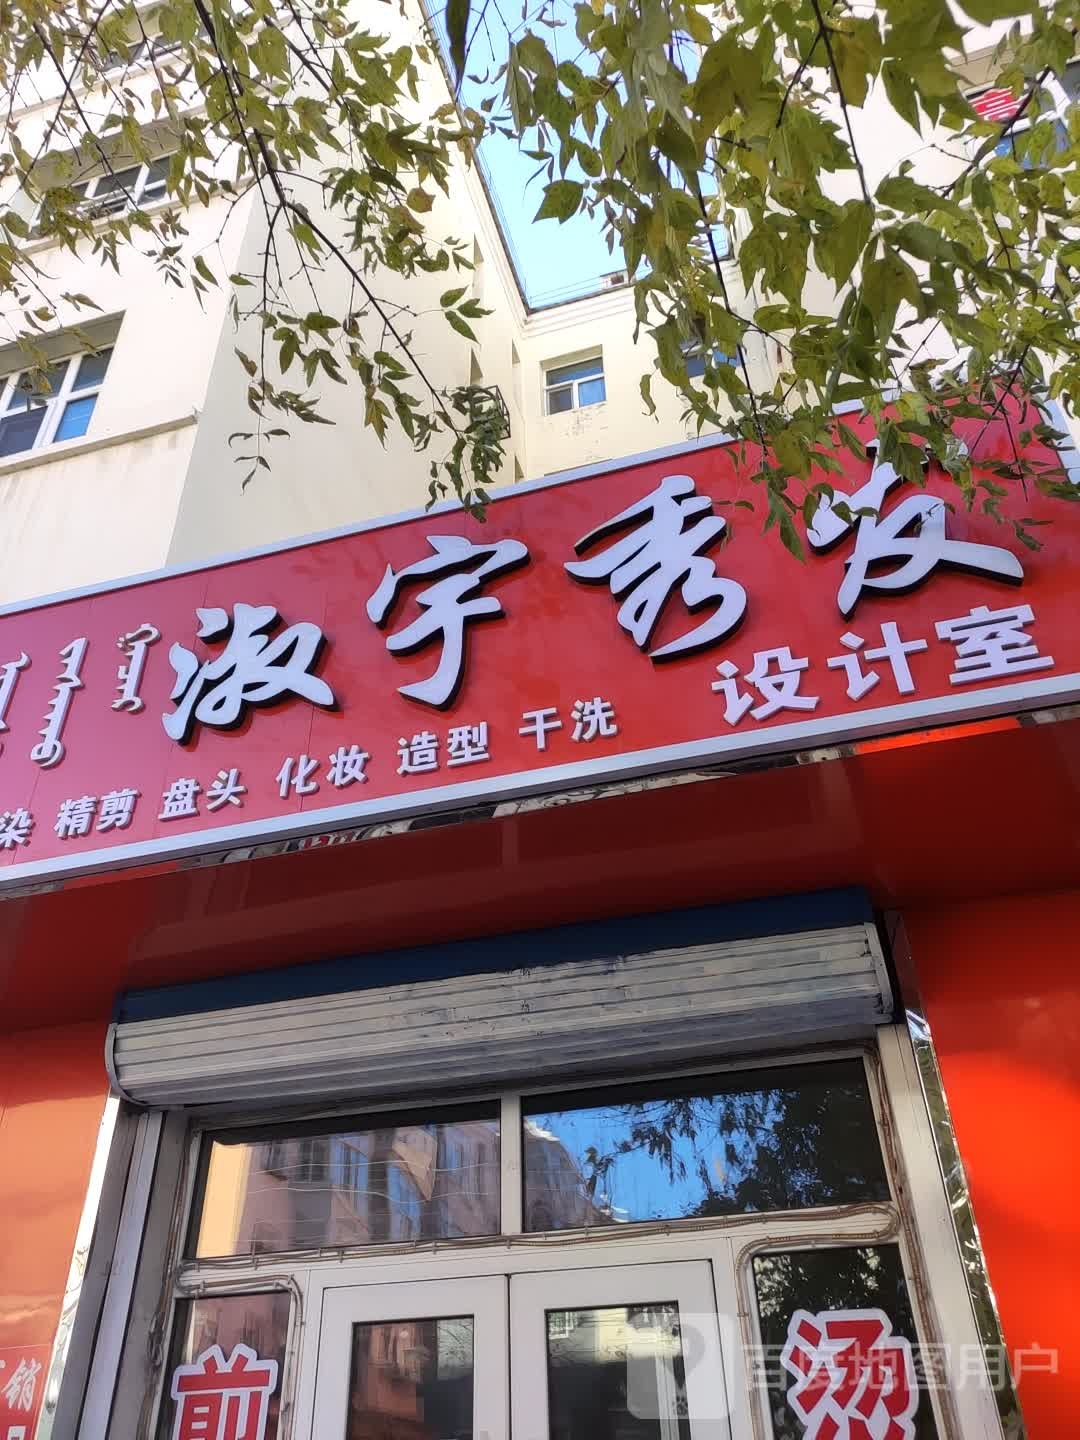 淑宇秀发
设计室
染 精剪 盘头 化妆 造型 干洗
前
烫
销
百度地图用户